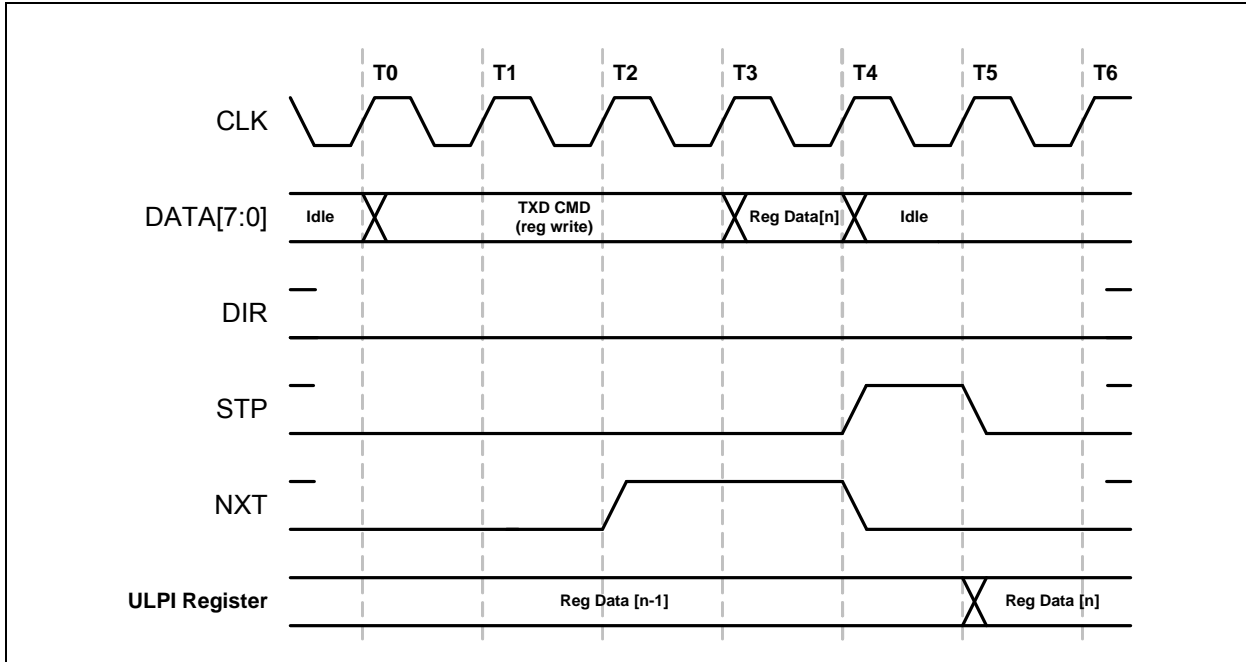 T0 T1 T2 T3 T4 T5 T6
CLK
DATA[7:0] Idle TXD CMD Reg Data[n] Idle
(reg write)
DIR
STP
NXT
ULPI Register Reg Data [n-1] Reg Data [n]